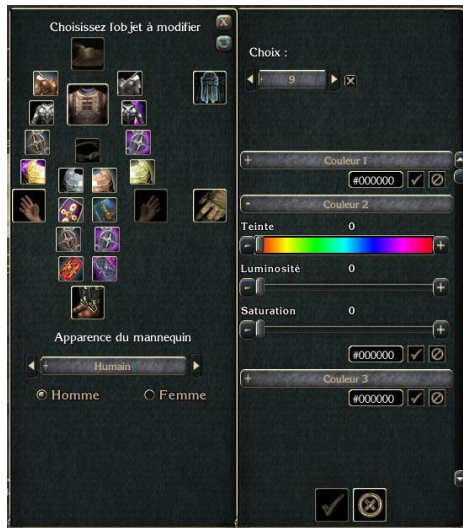 Choisissez l'objet à modifier
X
Choix :
9
+ Couleur 1
#000000
- Couleur 2
Teinte 0
- +
Luminosité 0
- +
Saturation 0
- +
#000000
+ Couleur 3
#000000
Apparence du mannequin
+ Humain
Homme Femme